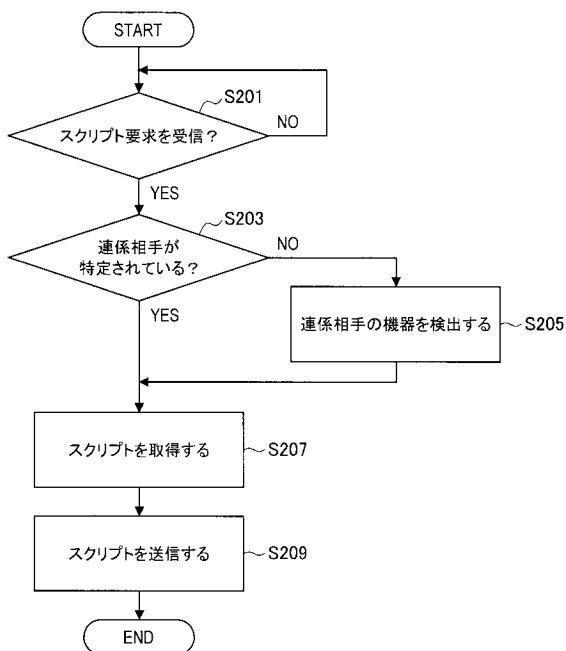 START
S201
スクリプト要求を受信？
NO
YES
S203
連係相手が
特定されている？
NO
YES
連係相手の機器を検出する
S205
スクリプトを取得する
S207
スクリプトを送信する
S209
END